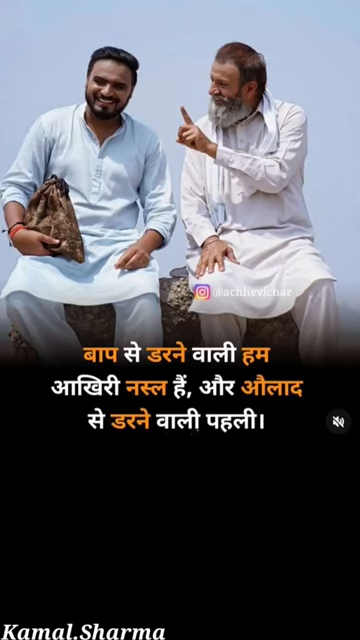 @achhevichar
बाप से डरने वाली हम
आखिरी नस्ल हैं, और औलाद
से डरने वाली पहली।
Kamal.Sharma